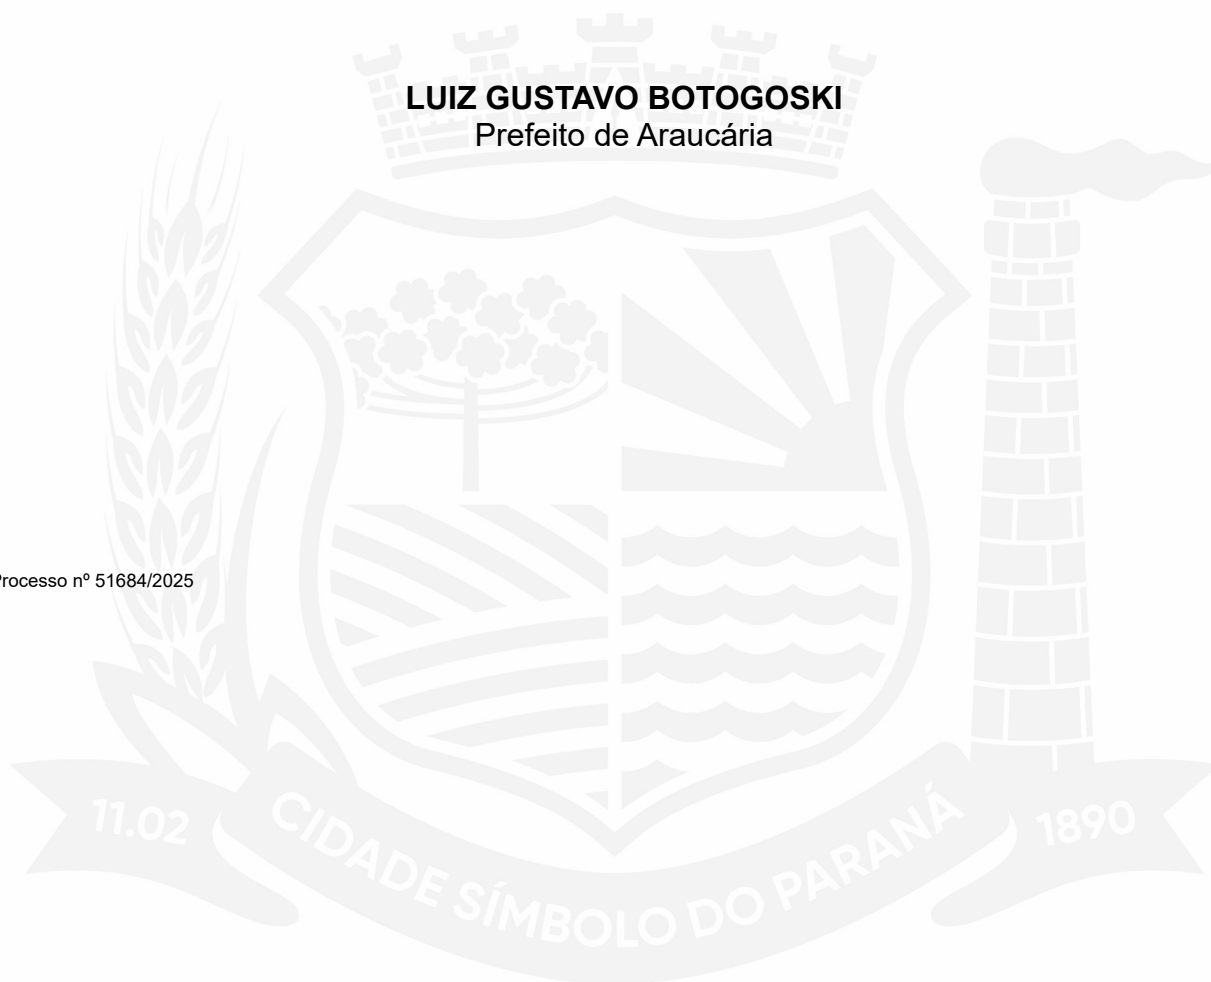 LUIZ GUSTAVO BOTOGOSKI
Prefeito de Araucária
Processo nº 51684/2025
11.02
CIDADE SÍMBOLO DO PARANÁ
1890